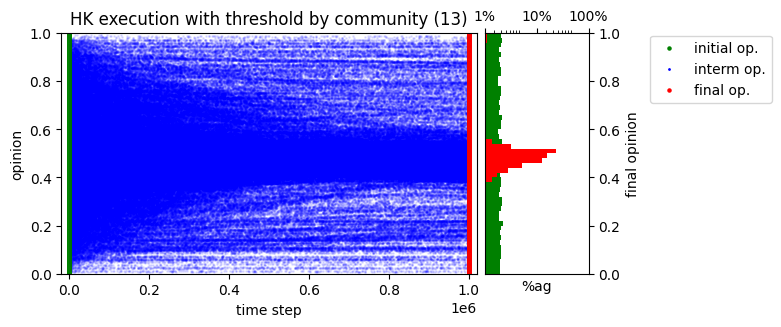 HK execution with threshold by community (13)
1% 10% 100%
initial op.
interm op.
final op.
1.0
0.8
0.6
0.4
0.2
0.0
opinion
0.0 0.2 0.4 0.6 0.8 1.0
1e6
time step
%ag
1.0
0.8
0.6
0.4
0.2
0.0
final opinion